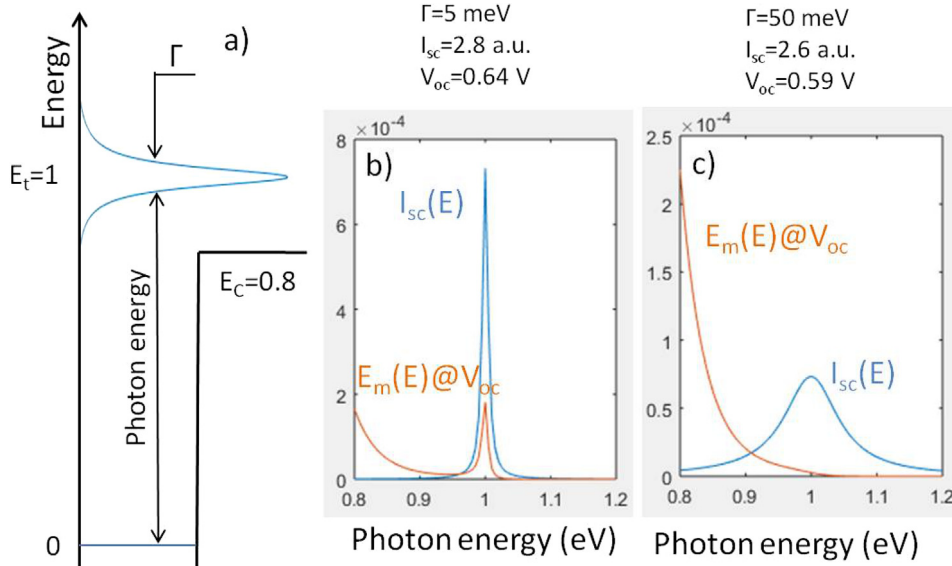 Energy
a)
Γ
E_t=1
E_C=0.8
Photon energy
0
Γ=5 meV
I_sc=2.8 a.u.
V_oc=0.64 V
×10^-4
b)
8
6
4
2
0
I_sc(E)
E_m(E)@V_oc
0.8 0.9 1 1.1 1.2
Photon energy (eV)
Γ=50 meV
I_sc=2.6 a.u.
V_oc=0.59 V
×10^-4
c)
2.5
2
1.5
1
0.5
0
E_m(E)@V_oc
I_sc(E)
0.8 0.9 1 1.1 1.2
Photon energy (eV)